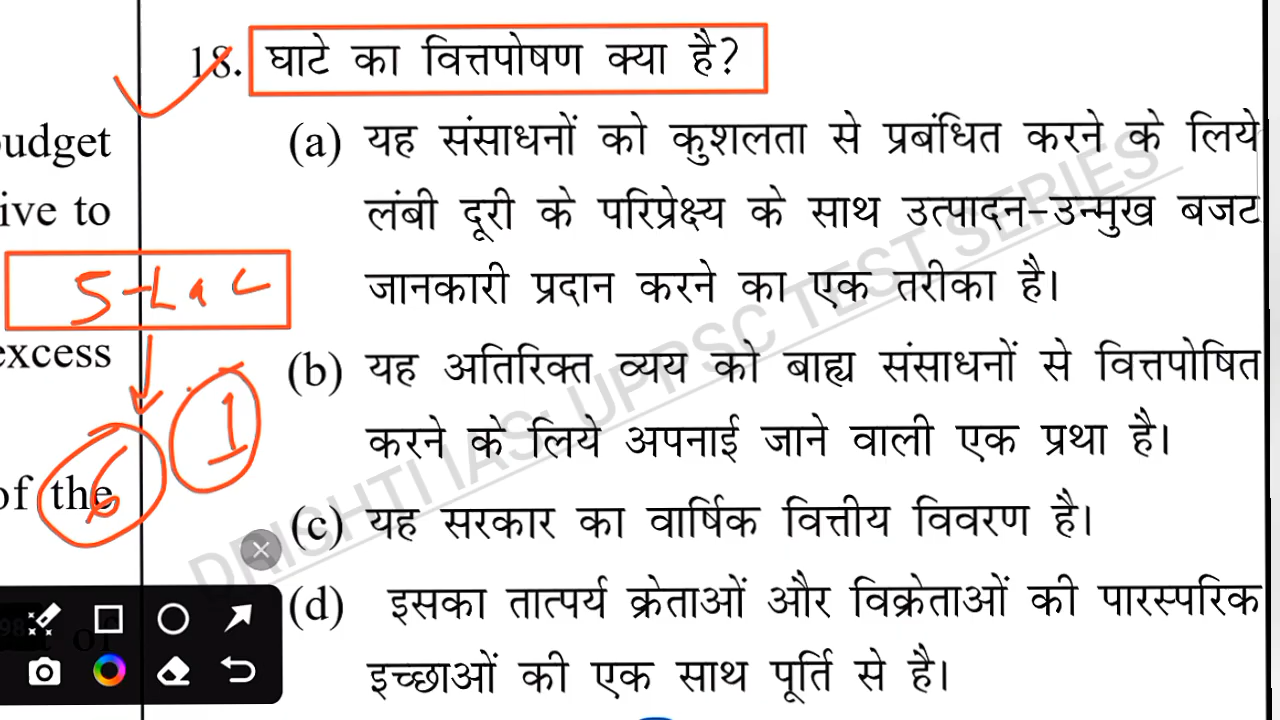 18. घाटे का वित्तपोषण क्या है?
(a) यह संसाधनों को कुशलता से प्रबंधित करने के लिये
लंबी दूरी के परिप्रेक्ष्य के साथ उत्पादन-उन्मुख बजट
जानकारी प्रदान करने का एक तरीका है।
(b) यह अतिरिक्त व्यय को बाह्य संसाधनों से वित्तपोषित
करने के लिये अपनाई जाने वाली एक प्रथा है।
(c) यह सरकार का वार्षिक वित्तीय विवरण है।
(d) इसका तात्पर्य क्रेताओं और विक्रेताओं की पारस्परिक
इच्छाओं की एक साथ पूर्ति से है।
budget
ive to
5-Lac
excess
1
6
of the
of
DRISHTI IAS: UPPSC TEST SERIES